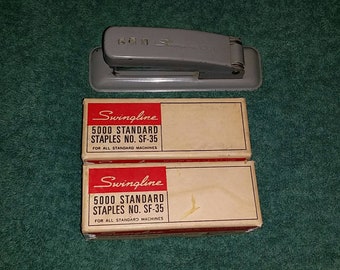 Swingline
5000 STANDARD
STAPLES NO. SF-35
FOR ALL STANDARD MACHINES
Swingline
5000 STANDARD
STAPLES NO. SF-35
FOR ALL STANDARD MACHINES